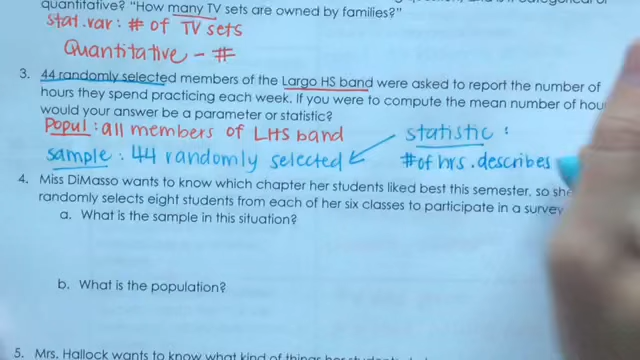 quantitative? "How many TV sets are owned by families?"
stat.var: # of TV sets
Quantitative - #
3. 44 randomly selected members of the Largo HS band were asked to report the number of
hours they spend practicing each week. If you were to compute the mean number of hou
would your answer be a parameter or statistic?
Popul: all members of LHS band
statistic:
sample: 44 randomly selected
# of hrs. describes
4. Miss DiMasso wants to know which chapter her students liked best this semester, so she
randomly selects eight students from each of her six classes to participate in a survey
a. What is the sample in this situation?
b. What is the population?
5. Mrs. Hallock wants to know what kind of things her